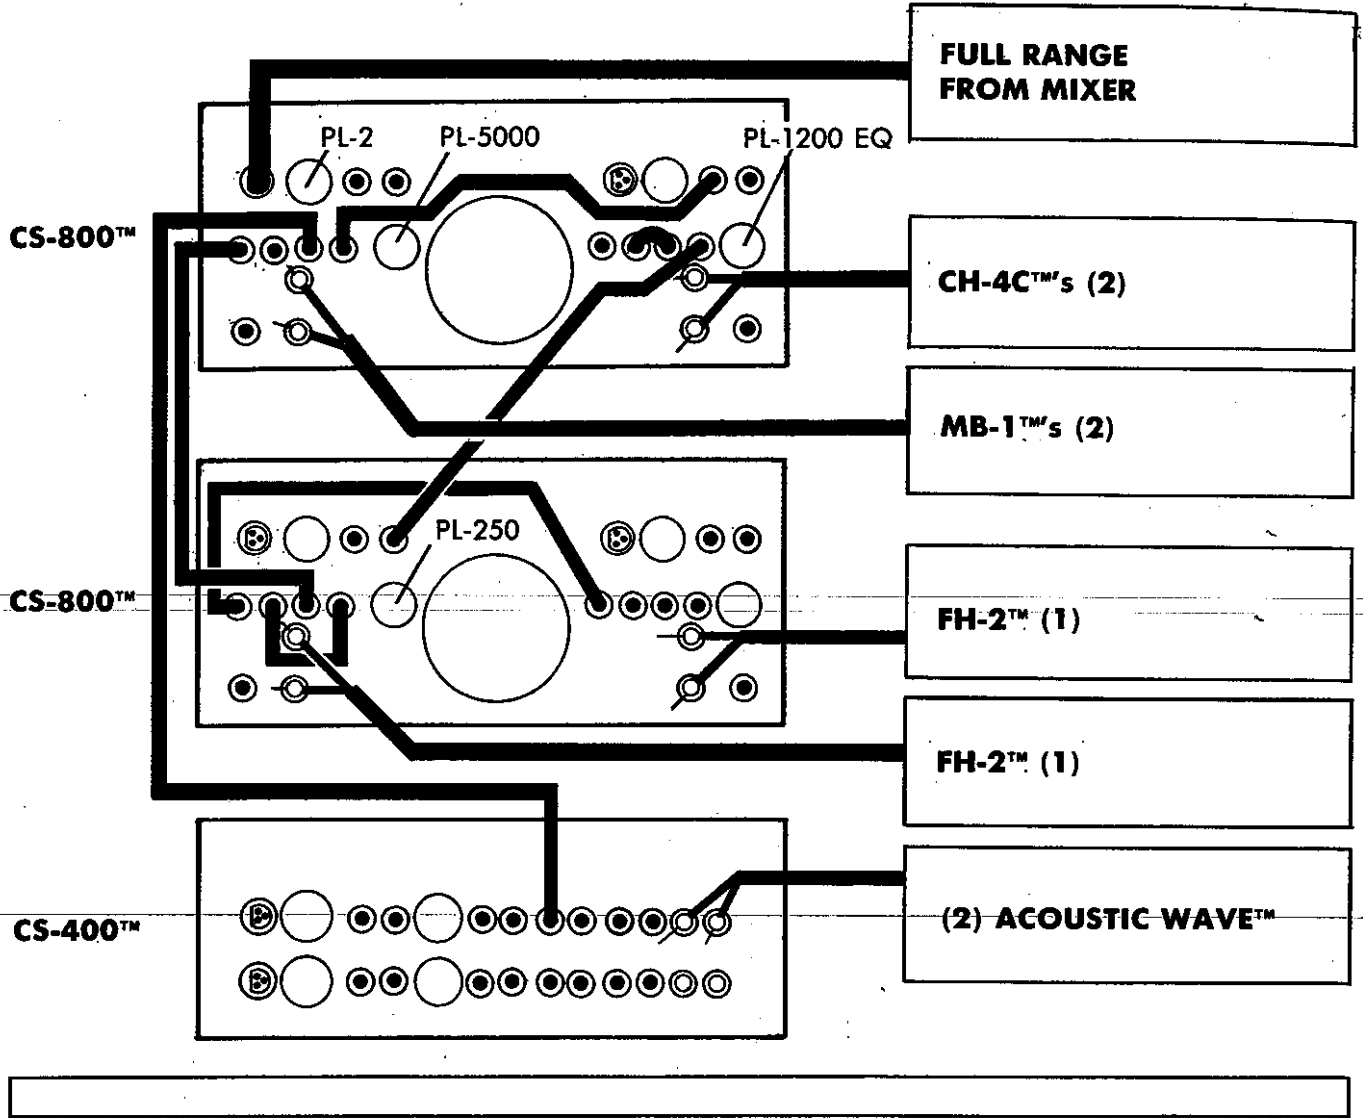 FULL RANGE
FROM MIXER
PL-2
PL-5000
PL-1200 EQ
CS-800™
CH-4C™'s (2)
MB-1™'s (2)
PL-250
CS-800™
FH-2™ (1)
FH-2™ (1)
CS-400™
(2) ACOUSTIC WAVE™